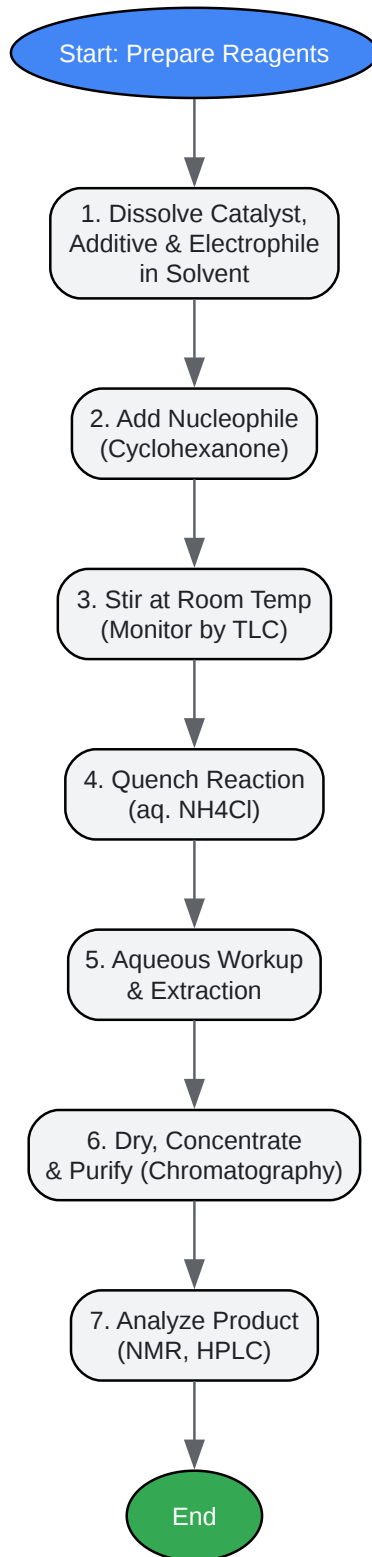 Start: Prepare Reagents
1. Dissolve Catalyst,
Additive & Electrophile
in Solvent
2. Add Nucleophile
(Cyclohexanone)
3. Stir at Room Temp
(Monitor by TLC)
4. Quench Reaction
(aq. NH4Cl)
5. Aqueous Workup
& Extraction
6. Dry, Concentrate
& Purify (Chromatography)
7. Analyze Product
(NMR, HPLC)
End